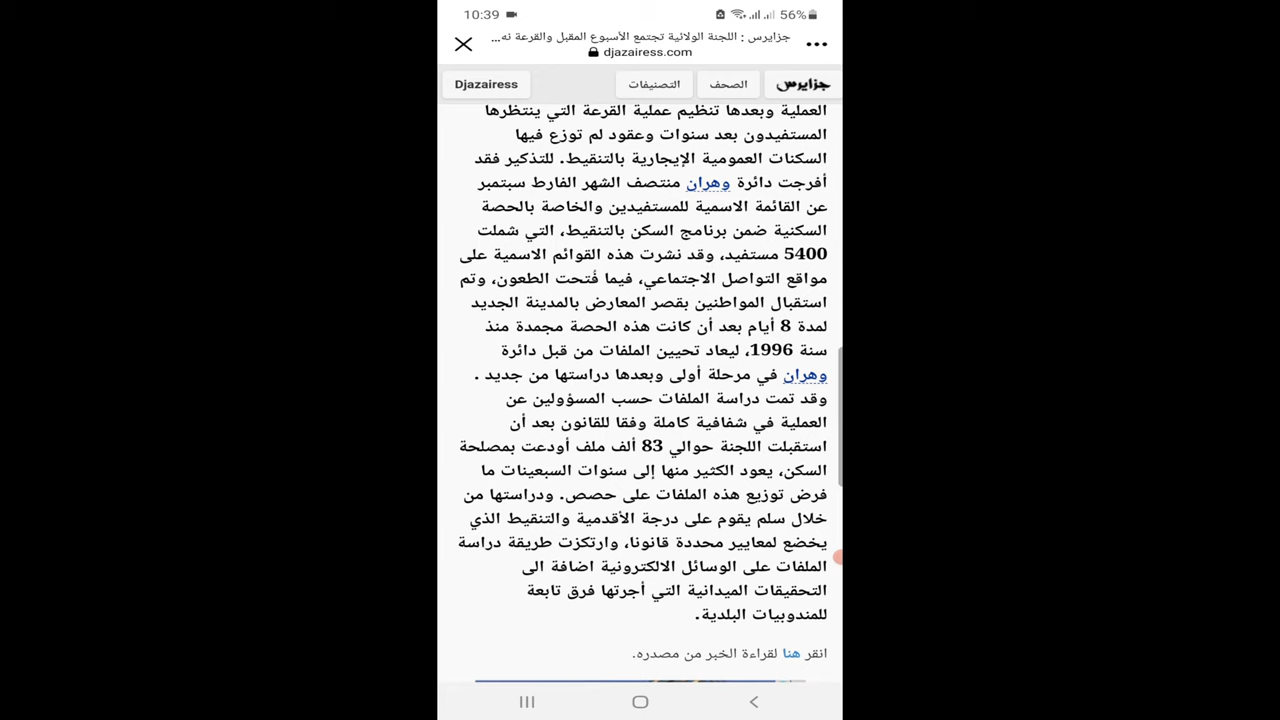 10:39
56%
جزايرس : اللجنة الولائية تجتمع الأسبوع المقبل والقرعة نه...
djazairess.com
جزايرس
الصحف
التصنيفات
Djazairess
العملية وبعدها تنظيم عملية القرعة التي ينتظرها
المستفيدون بعد سنوات وعقود لم توزع فيها
السكنات العمومية الإيجارية بالتنقيط. للتذكير فقد
أفرجت دائرة وهران منتصف الشهر الفارط سبتمبر
عن القائمة الاسمية للمستفيدين والخاصة بالحصة
السكنية ضمن برنامج السكن بالتنقيط، التي شملت
5400 مستفيد، وقد نشرت هذه القوائم الاسمية على
مواقع التواصل الاجتماعي، فيما فُتحت الطعون، وتم
استقبال المواطنين بقصر المعارض بالمدينة الجديد
لمدة 8 أيام بعد أن كانت هذه الحصة مجمدة منذ
سنة 1996، ليعاد تحيين الملفات من قبل دائرة
وهران في مرحلة أولى وبعدها دراستها من جديد .
وقد تمت دراسة الملفات حسب المسؤولين عن
العملية في شفافية كاملة وفقا للقانون بعد أن
استقبلت اللجنة حوالي 83 ألف ملف أودعت بمصلحة
السكن، يعود الكثير منها إلى سنوات السبعينات ما
فرض توزيع هذه الملفات على حصص. ودراستها من
خلال سلم يقوم على درجة الأقدمية والتنقيط الذي
يخضع لمعايير محددة قانونا، وارتكزت طريقة دراسة
الملفات على الوسائل الالكترونية اضافة الى
التحقيقات الميدانية التي أجرتها فرق تابعة
للمندوبيات البلدية.
انقر هنا لقراءة الخبر من مصدره.